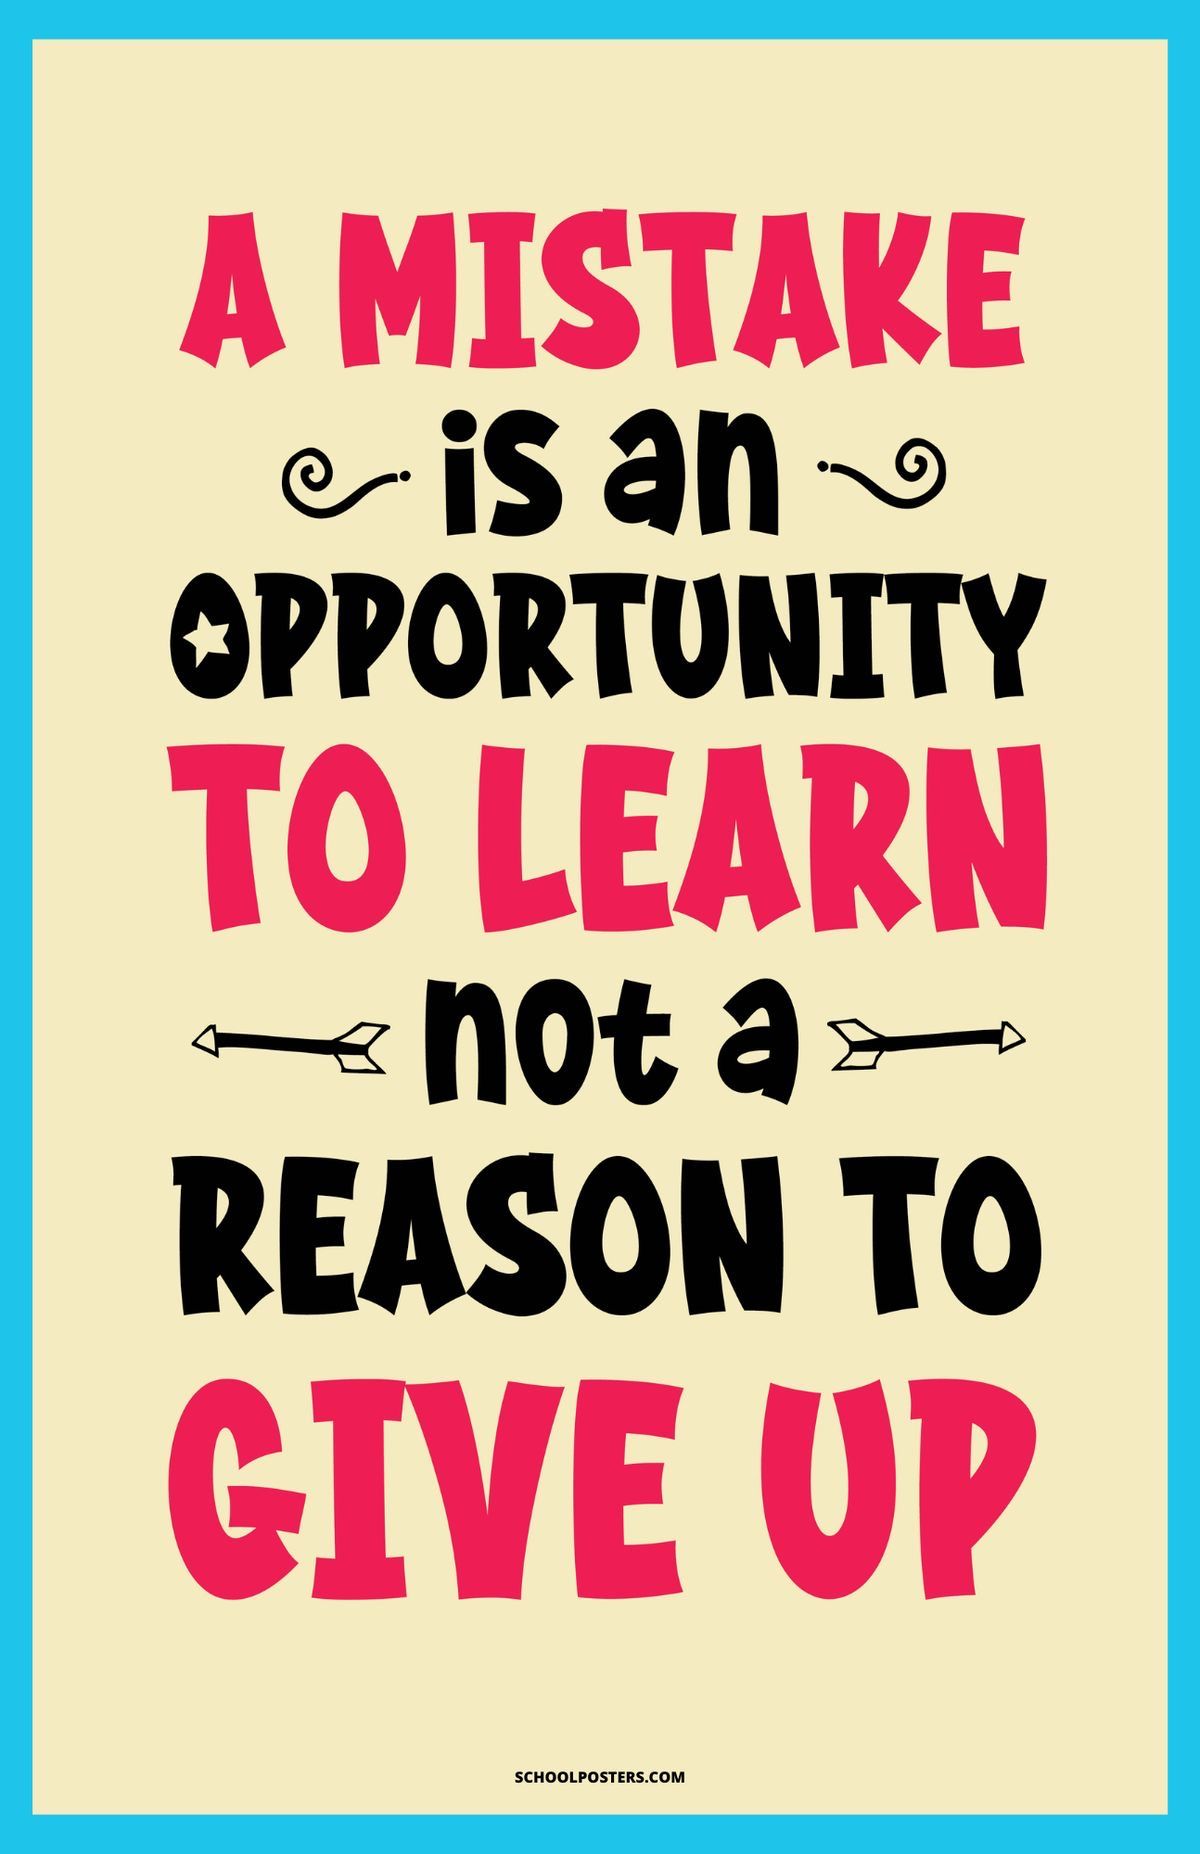 A MISTAKE
is an
OPPORTUNITY
TO LEARN
not a
REASON TO
GIVE UP
SCHOOLPOSTERS.COM